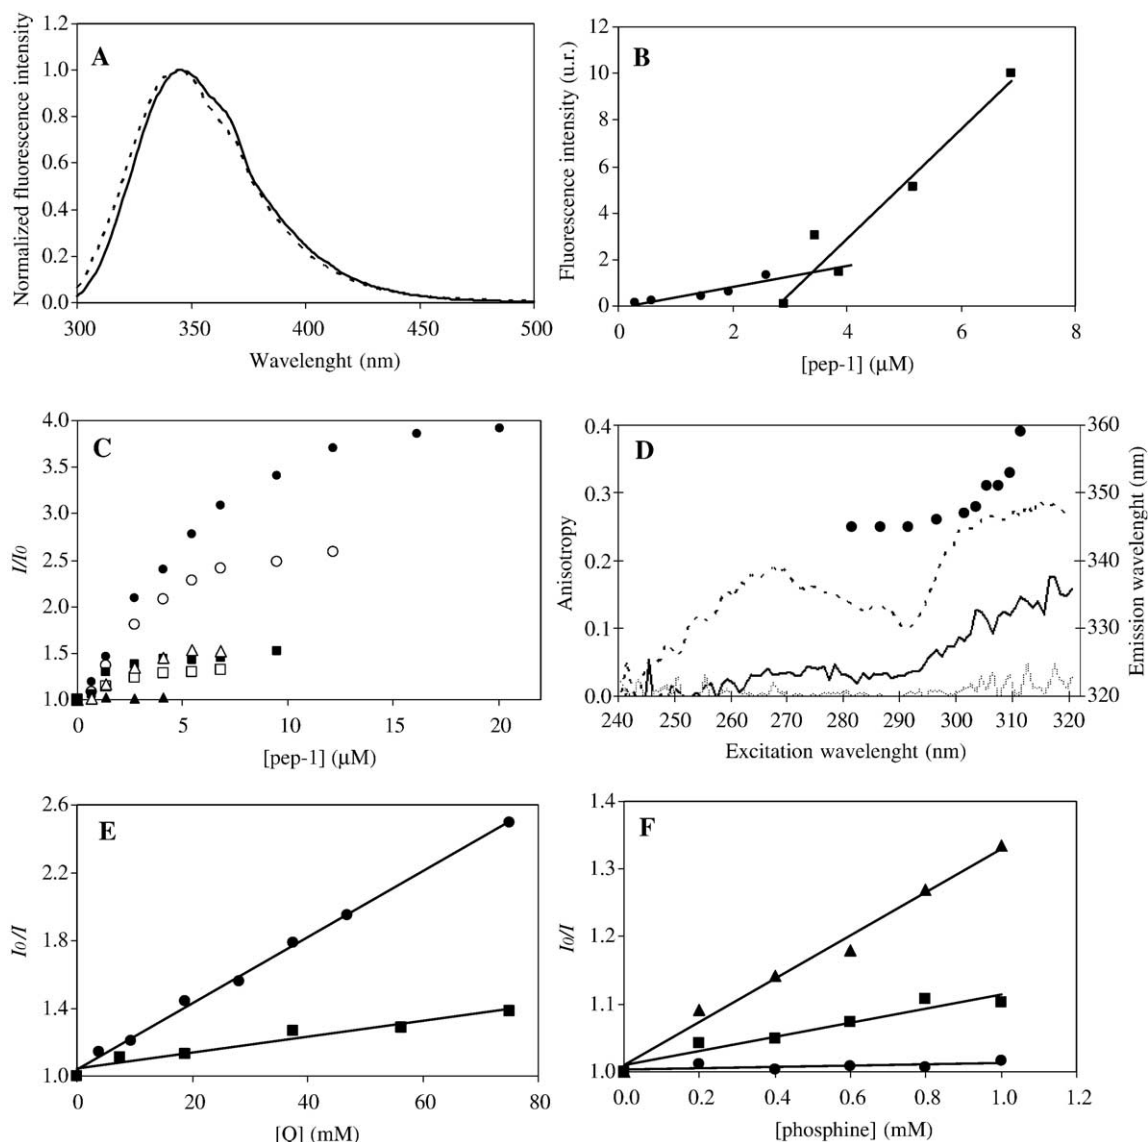 A
Normalized fluorescence intensity
1.2
1.0
0.8
0.6
0.4
0.2
0.0
300 350 400 450 500
Wavelenght (nm)
B
Fluorescence intensity (u.r.)
12
10
8
6
4
2
0
0 2 4 6 8
[pep-1] (μM)
C
I/I0
4.0
3.5
3.0
2.5
2.0
1.5
1.0
0 5 10 15 20
[pep-1] (μM)
D
Anisotropy
0.4
0.3
0.2
0.1
0.0
360
350
340
330
320
Emission wavelenght (nm)
240 250 260 270 280 290 300 310 320
Excitation wavelenght (nm)
E
I0/I
2.6
2.2
1.8
1.4
1.0
0 20 40 60 80
[Q] (mM)
F
I0/I
1.4
1.3
1.2
1.1
1.0
0.0 0.2 0.4 0.6 0.8 1.0 1.2
[phosphine] (mM)